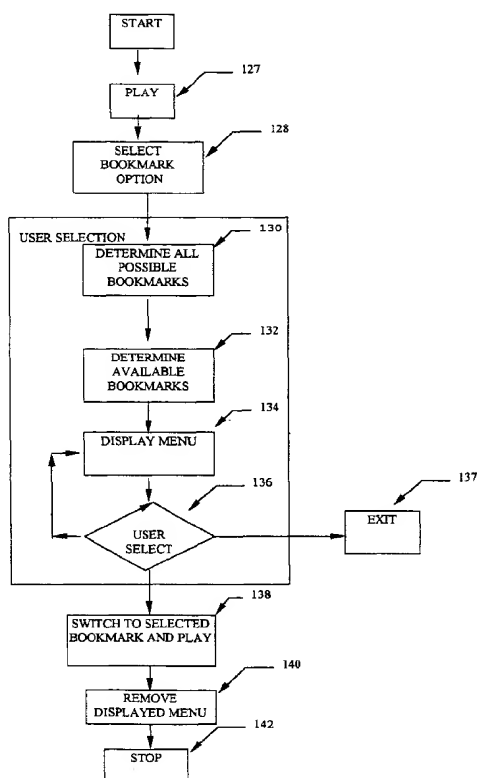 START
127
PLAY
128
SELECT
BOOKMARK
OPTION
130
USER SELECTION
DETERMINE ALL
POSSIBLE
BOOKMARKS
132
DETERMINE
AVAILABLE
BOOKMARKS
134
DISPLAY MENU
136
137
USER
SELECT
EXIT
138
SWITCH TO SELECTED
BOOKMARK AND PLAY
140
REMOVE
DISPLAYED MENU
142
STOP